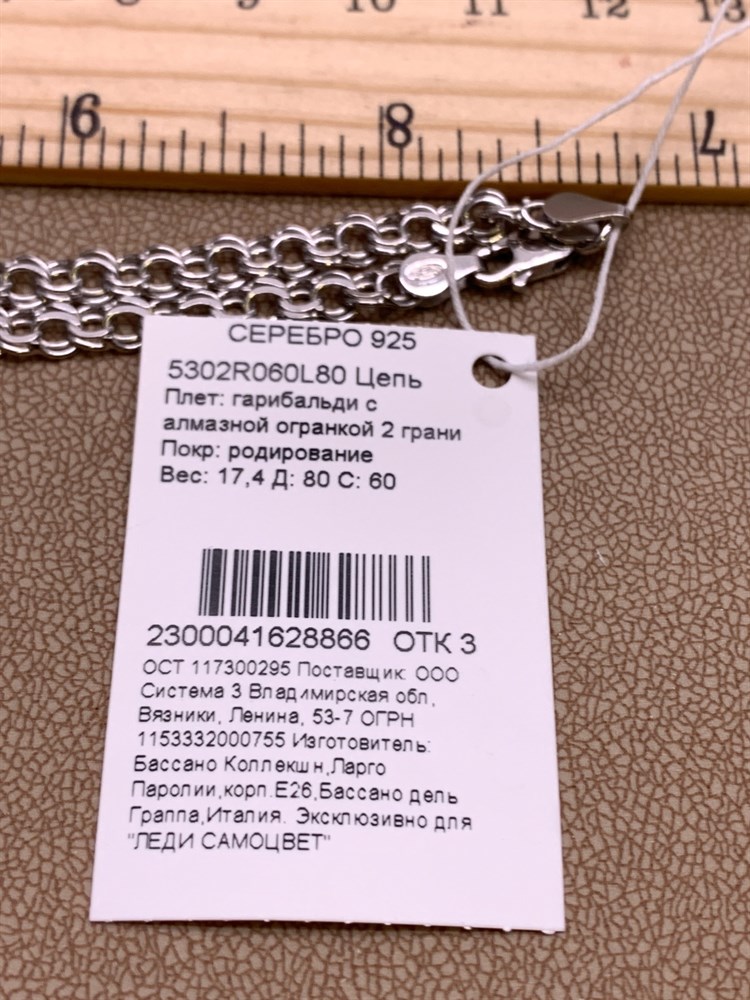 10 11 12 13
9 8 7
СЕРЕБРО 925
5302R060L80 Цепь
Плет: гарибальди с
алмазной огранкой 2 грани
Покр: родирование
Вес: 17,4 Д: 80 С: 60
2300041628866 ОТК 3
ОСТ 117300295 Поставщик: ООО
Система 3 Владимирская обл,
Вязники, Ленина, 53-7 ОГРН
1153332000755 Изготовитель:
Бассано Коллекшн,Ларго
Паролии,корп.Е26,Бассано дель
Граппа,Италия. Эксклюзивно для
"ЛЕДИ САМОЦВЕТ"